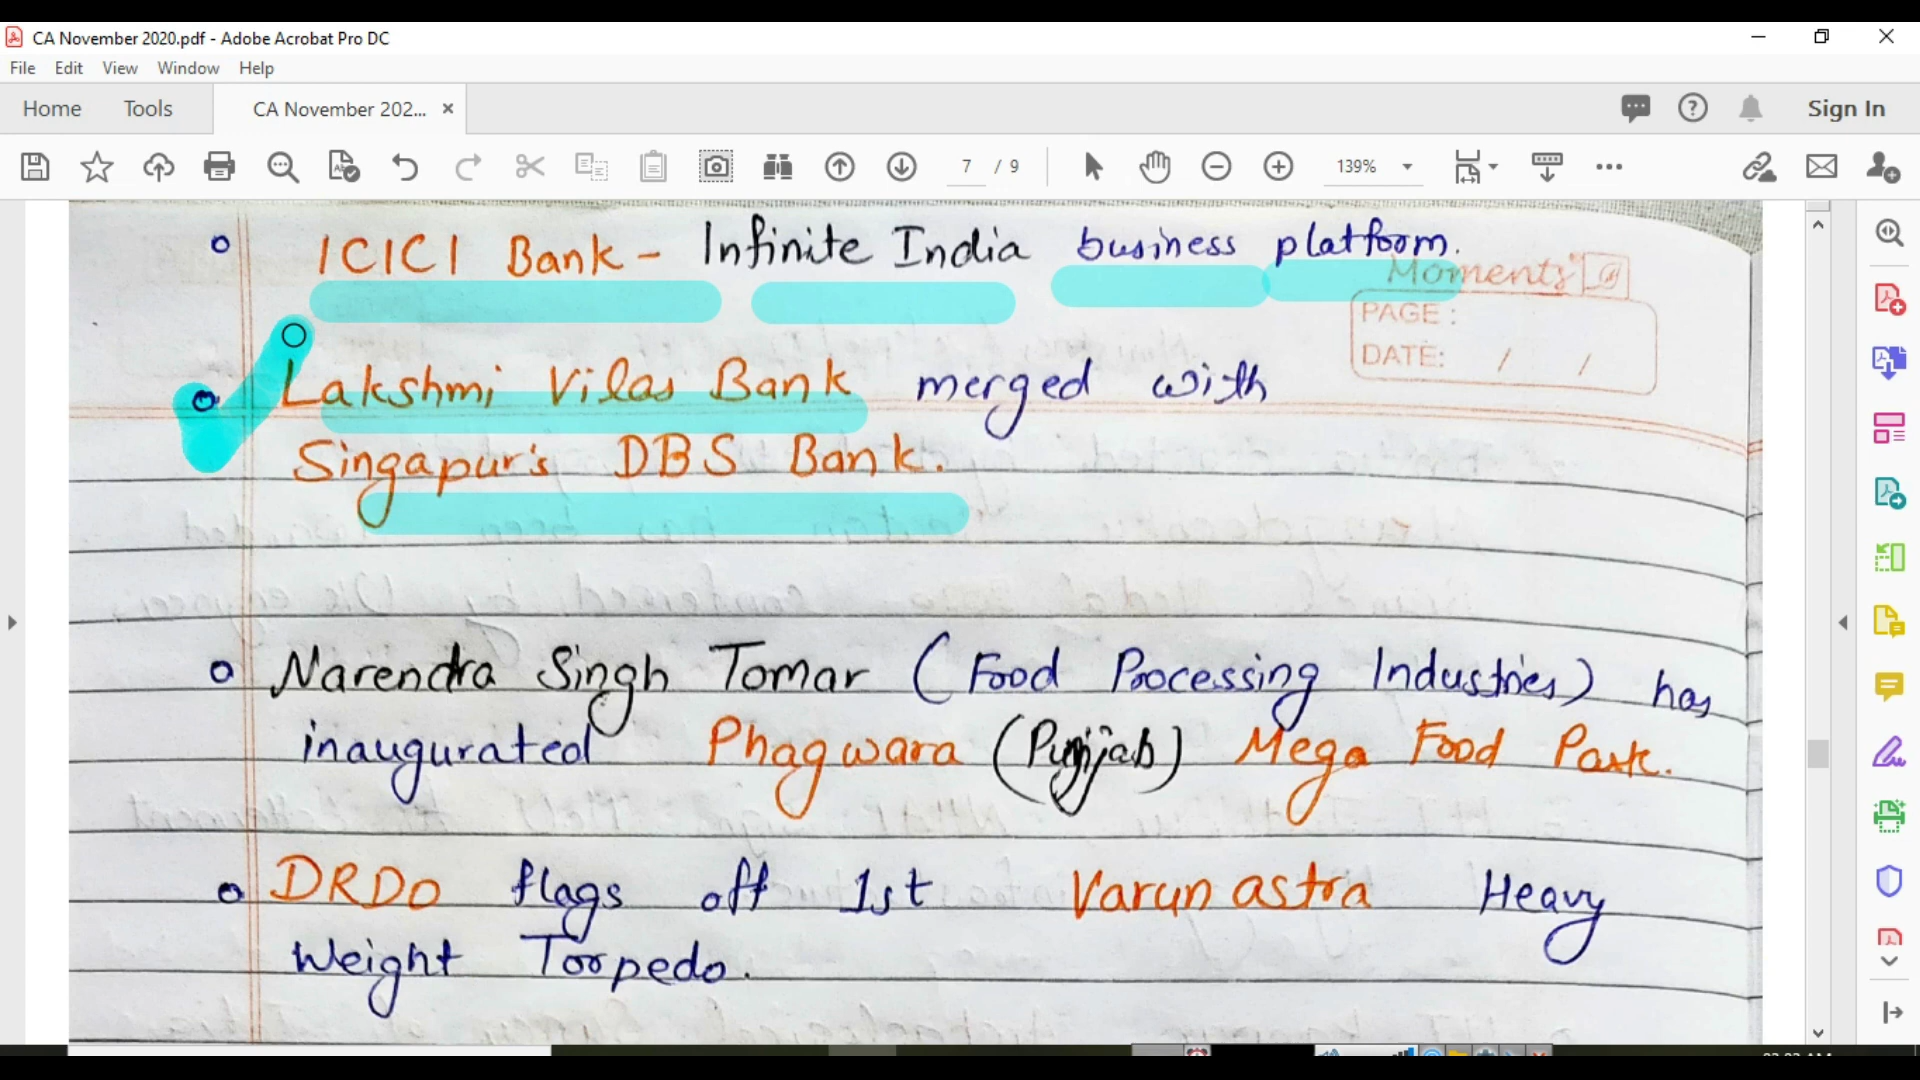 CA November 2020.pdf - Adobe Acrobat Pro DC
File Edit View Window Help
Home Tools CA November 202... × Sign In
7 / 9 139%
ICICI Bank - Infinite India business platform.
Moments
PAGE :
DATE: / /
Lakshmi Vilas Bank merged with
Singapur's DBS Bank.
Narendra Singh Tomar (Food Processing Industries) has
inaugurated Phagwara (Punjab) Mega Food Park.
DRDO flags off 1st Varunastra Heavy
Weight Torpedo.